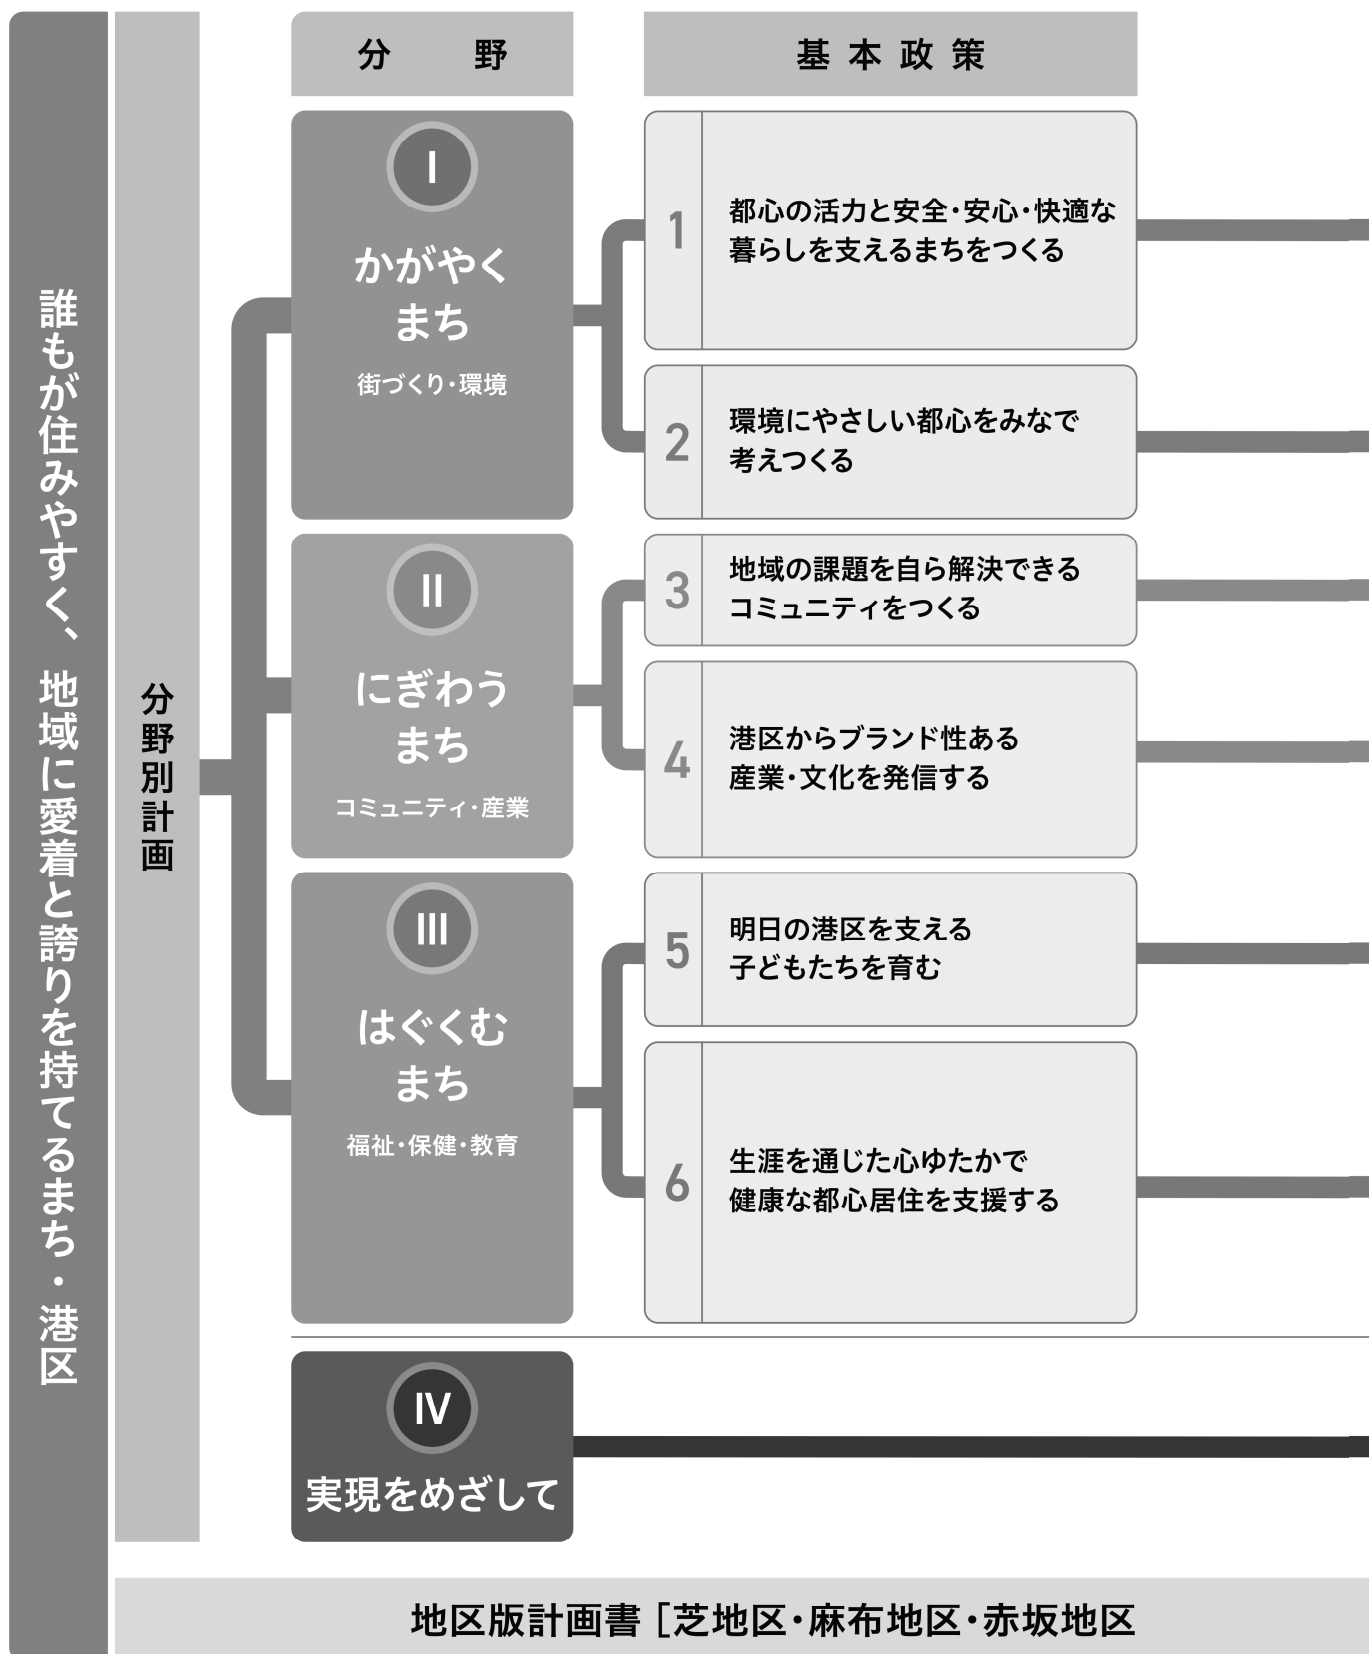 誰もが住みやすく、地域に愛着と誇りを持てるまち・港区
分野別計画
分野
基本政策
I
かがやく
まち
街づくり・環境
1
都心の活力と安全・安心・快適な
暮らしを支えるまちをつくる
2
環境にやさしい都心をみなで
考えつくる
II
にぎわう
まち
コミュニティ・産業
3
地域の課題を自ら解決できる
コミュニティをつくる
4
港区からブランド性ある
産業・文化を発信する
III
はぐくむ
まち
福祉・保健・教育
5
明日の港区を支える
子どもたちを育む
6
生涯を通じた心ゆたかで
健康な都心居住を支援する
IV
実現をめざして
地区版計画書［芝地区・麻布地区・赤坂地区